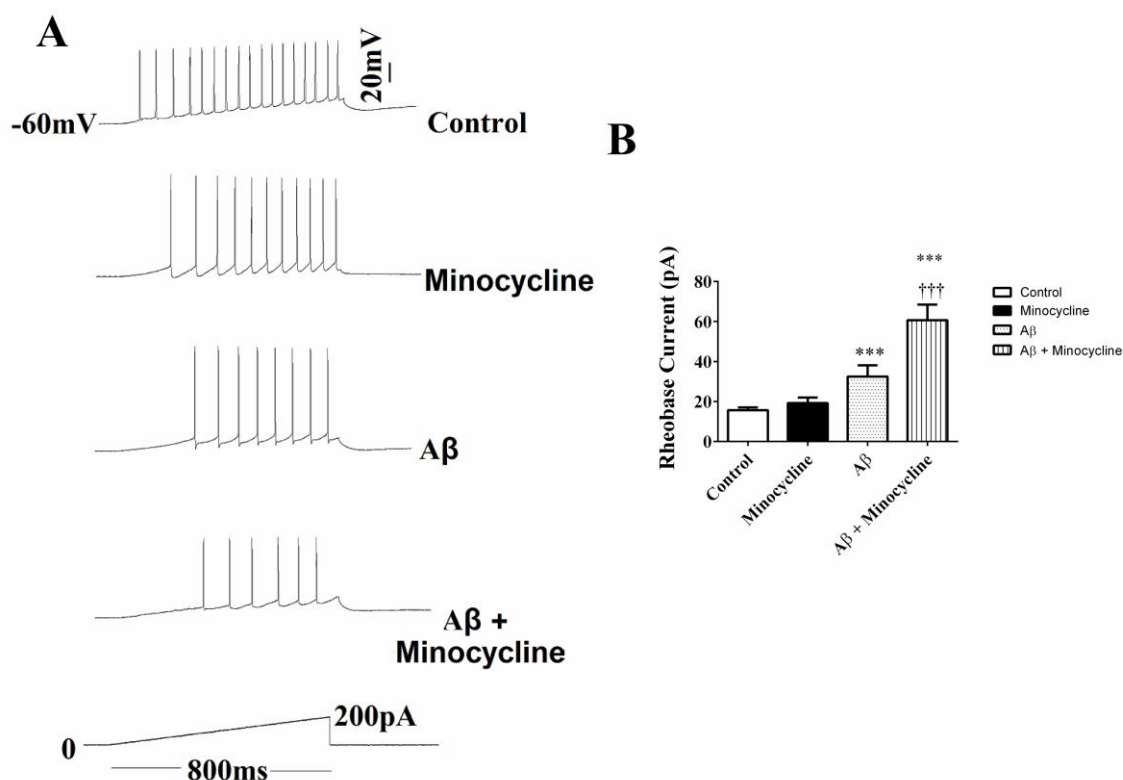 A
20mV
-60mV
Control
Minocycline
Aβ
Aβ +
Minocycline
200pA
0
800ms
B
Rheobase Current (pA)
80
60
40
20
0
***
***
†††
Control
Minocycline
Aβ
Aβ + Minocycline
Control
Minocycline
Aβ
Aβ + Minocycline